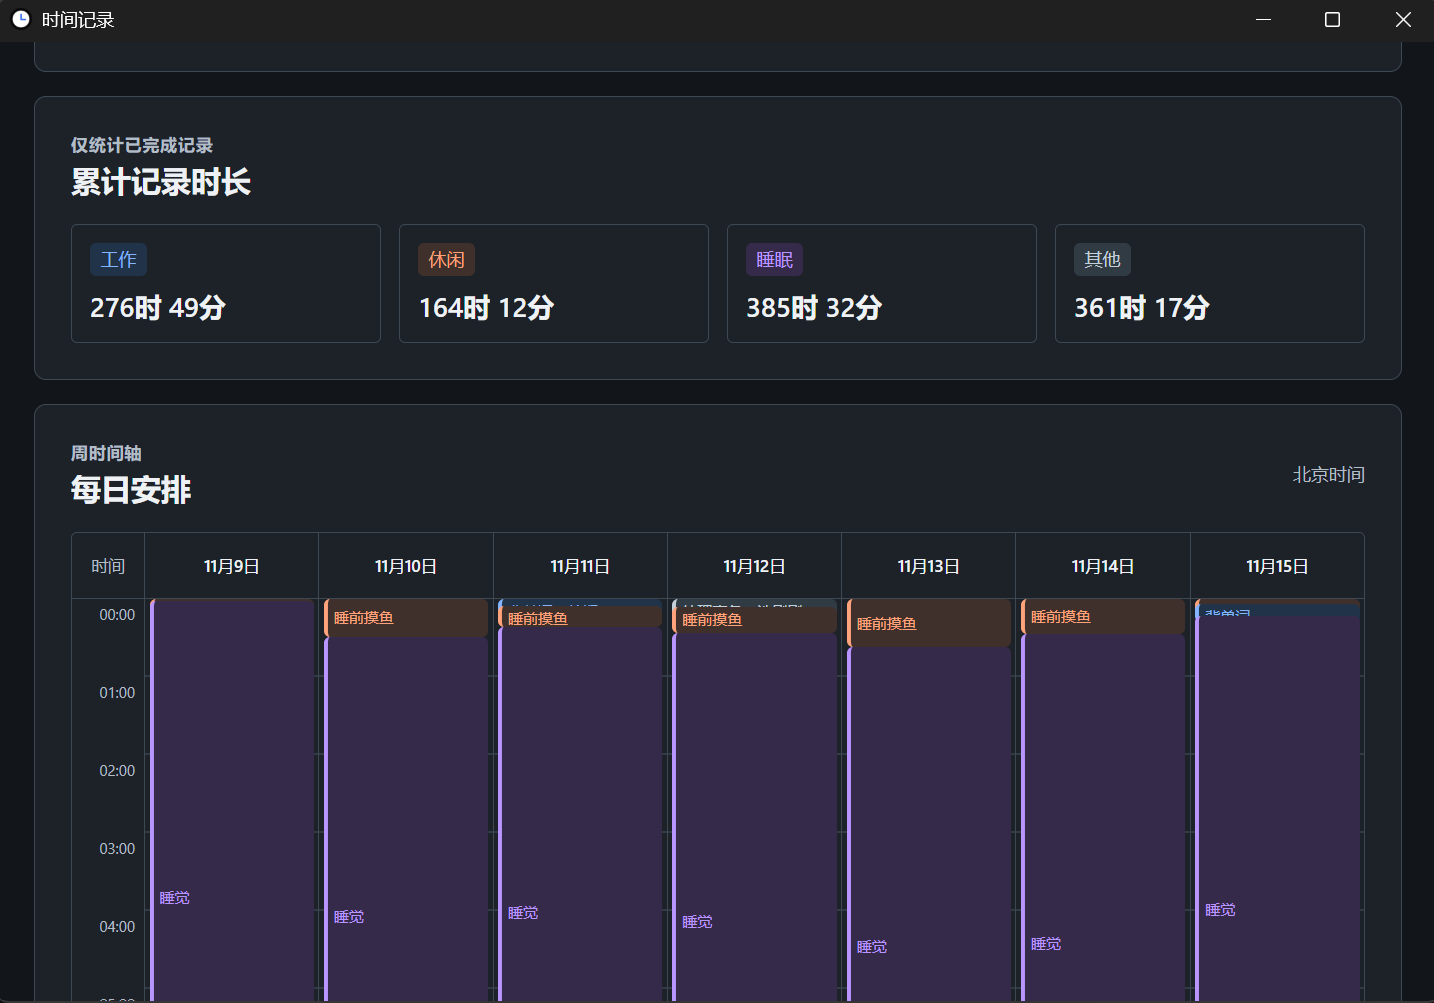 时间记录
仅统计已完成记录
累计记录时长
工作 休闲 睡眠 其他
276时 49分 164时 12分 385时 32分 361时 17分
周时间轴
每日安排
北京时间
时间 11月9日 11月10日 11月11日 11月12日 11月13日 11月14日 11月15日
00:00 睡前摸鱼 睡前摸鱼 睡前摸鱼 睡前摸鱼 睡前摸鱼 背单词
01:00
02:00
03:00
睡觉 睡觉 睡觉 睡觉 睡觉 睡觉 睡觉
04:00